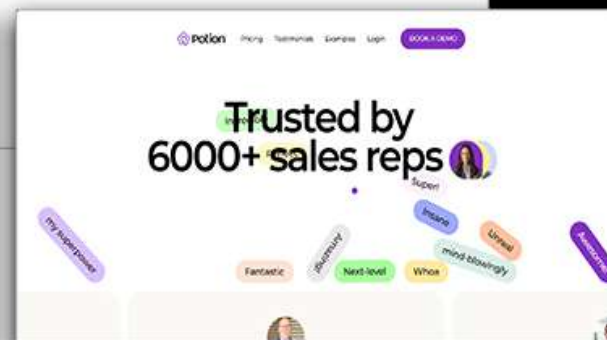 Potion Pricing Testimonials Examples Login BOOK A DEMO
Trusted by
6000+ sales reps
Super!
Insane
my superpower
Amazing!
Unreal
Awesome
mind-blowingly
Fantastic
Next-level
Whoa